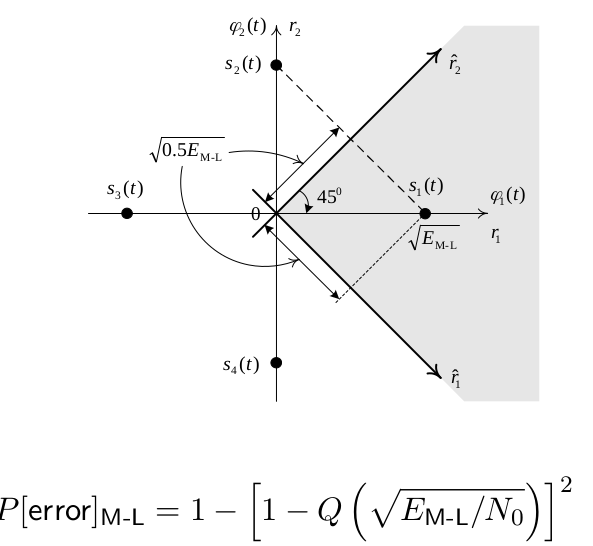 φ₂(t) r₂
s₂(t)
r̂₂
√0.5E_M-L
s₃(t)
s₁(t)
φ₁(t)
45⁰
0
r₁
√E_M-L
s₄(t)
r̂₁
P[error]_M-L = 1 − [1 − Q(√E_M-L/N₀)]²